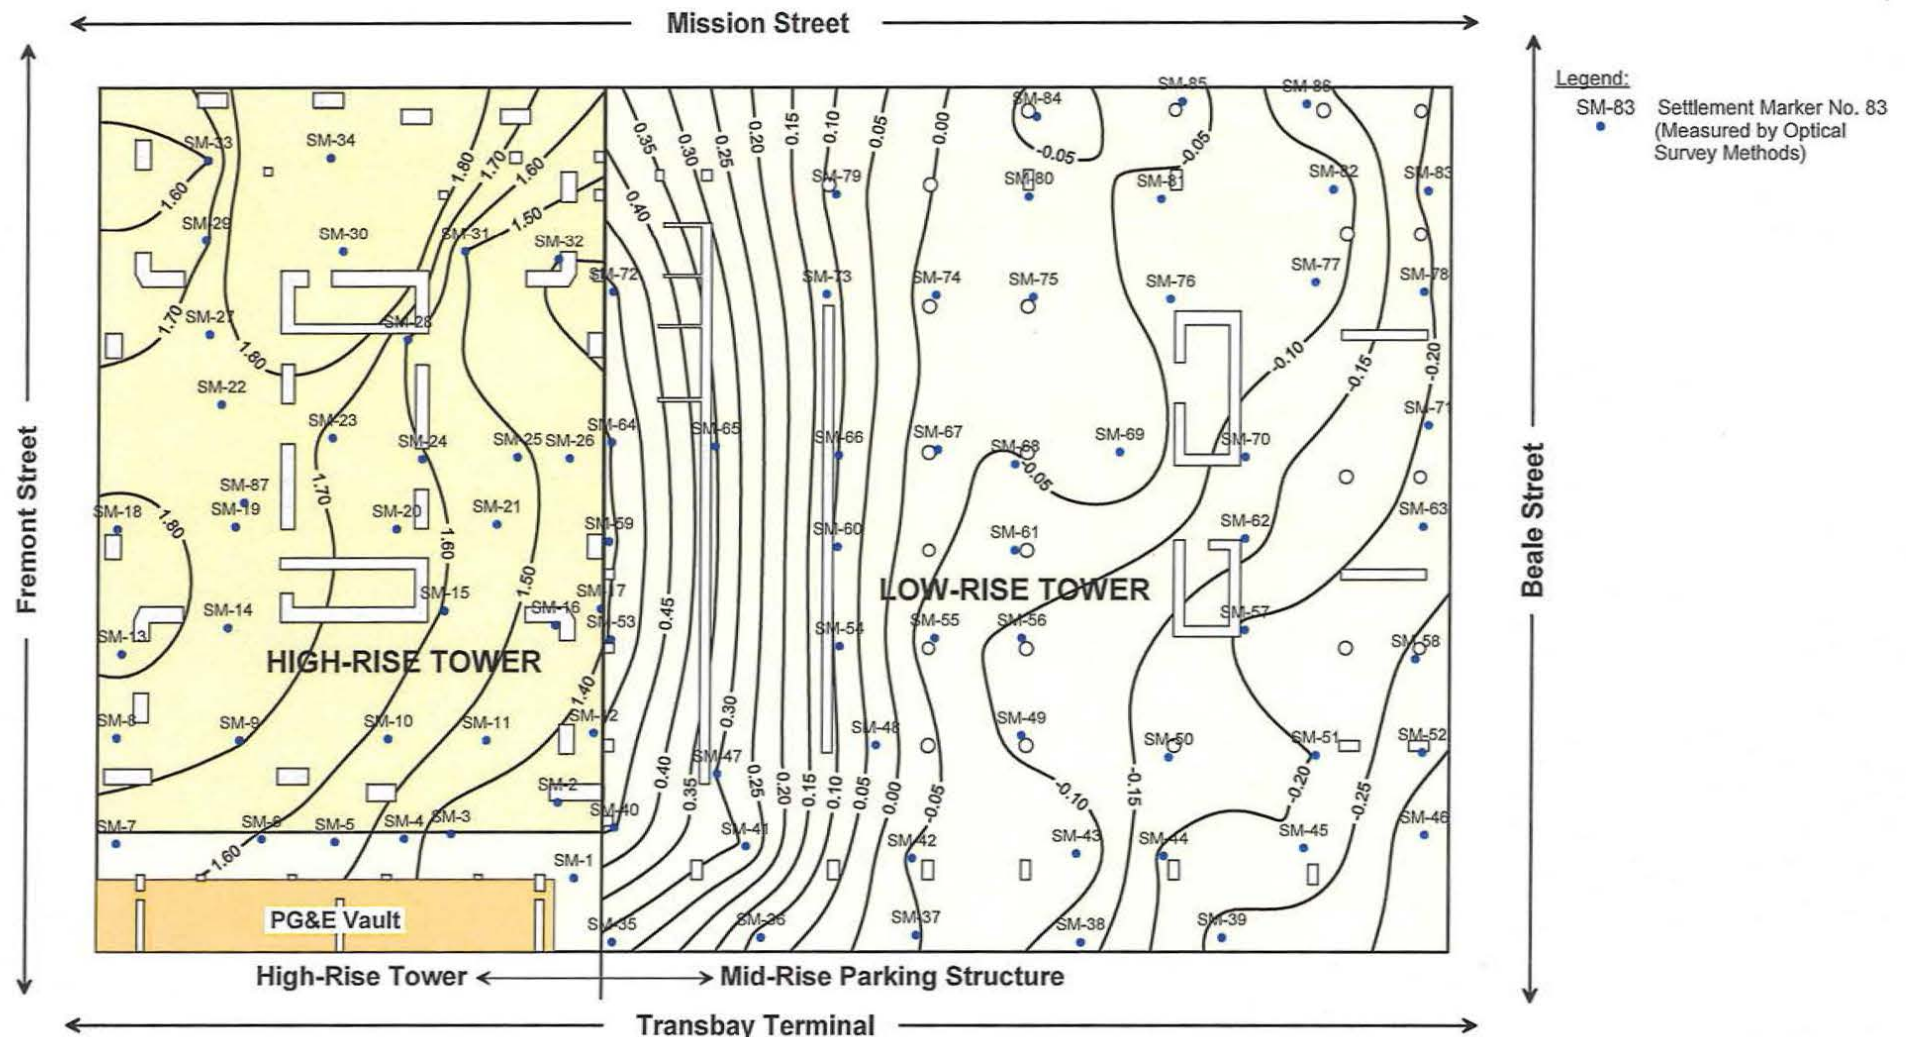 Mission Street
Legend:
SM-83 Settlement Marker No. 83
(Measured by Optical
Survey Methods)
Fremont Street
Beale Street
SM-85
SM-86
SM-84
0.35
0.30
0.25
0.20
0.15
0.10
0.05
0.00
-0.05
-0.05
SM-33
SM-34
1.80
1.70
1.60
1.60
SM-79
SM-80
SM-81
SM-82
SM-83
0.40
1.50
SM-29
SM-30
SM-31
SM-32
SM-72
SM-73
SM-74
SM-75
SM-76
SM-77
SM-78
1.70
SM-27
SM-28
1.80
-0.10
-0.15
-0.20
SM-22
SM-23
SM-24
SM-25
SM-26
SM-64
SM-65
SM-66
SM-67
SM-68
SM-69
SM-70
SM-71
-0.05
1.70
SM-87
SM-18
SM-19
SM-20
SM-21
SM-59
SM-60
SM-61
SM-62
SM-63
1.80
1.60
1.50
0.45
LOW-RISE TOWER
SM-13
SM-14
SM-15
SM-16
SM-17
SM-53
SM-54
SM-55
SM-56
SM-57
SM-58
HIGH-RISE TOWER
1.40
SM-8
SM-9
SM-10
SM-11
SM-12
0.30
SM-47
SM-48
SM-49
SM-50
SM-51
SM-52
0.40
0.35
0.25
0.20
0.15
0.10
0.05
0.00
-0.05
-0.10
-0.15
-0.20
-0.25
SM-2
SM-7
SM-6
SM-5
SM-4
SM-3
SM-40
SM-41
SM-42
SM-43
SM-44
SM-45
SM-46
1.60
SM-1
PG&E Vault
SM-35
SM-36
SM-37
SM-38
SM-39
High-Rise Tower
Mid-Rise Parking Structure
Transbay Terminal